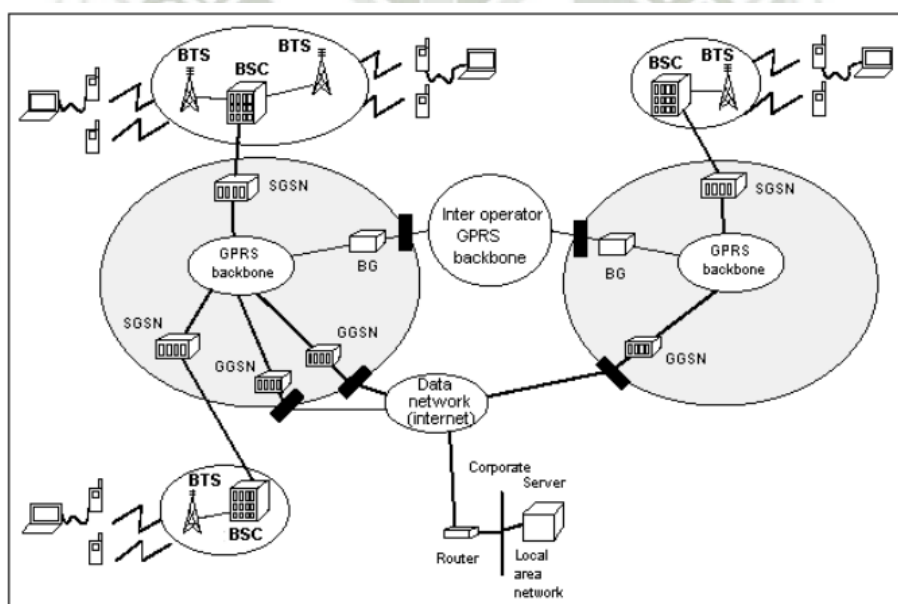 BTS
BTS
BSC
BSC
BTS
SGSN
SGSN
Inter operator
GPRS
backbone
GPRS
backbone
BG
BG
GPRS
backbone
SGSN
GGSN
GGSN
GGSN
Data
network
(internet)
Corporate
Server
BTS
BSC
Router
Local
area
network